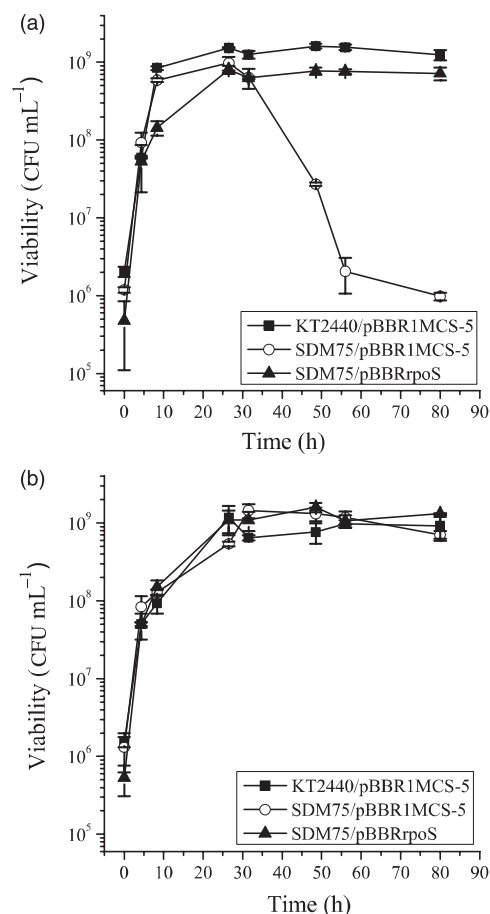 (a)
10⁹
10⁸
10⁷
10⁶
10⁵
Viability (CFU mL⁻¹)
KT2440/pBBR1MCS-5
SDM75/pBBR1MCS-5
SDM75/pBBRrpoS
0 10 20 30 40 50 60 70 80 90
Time (h)
(b)
10⁹
10⁸
10⁷
10⁶
10⁵
Viability (CFU mL⁻¹)
KT2440/pBBR1MCS-5
SDM75/pBBR1MCS-5
SDM75/pBBRrpoS
0 10 20 30 40 50 60 70 80 90
Time (h)